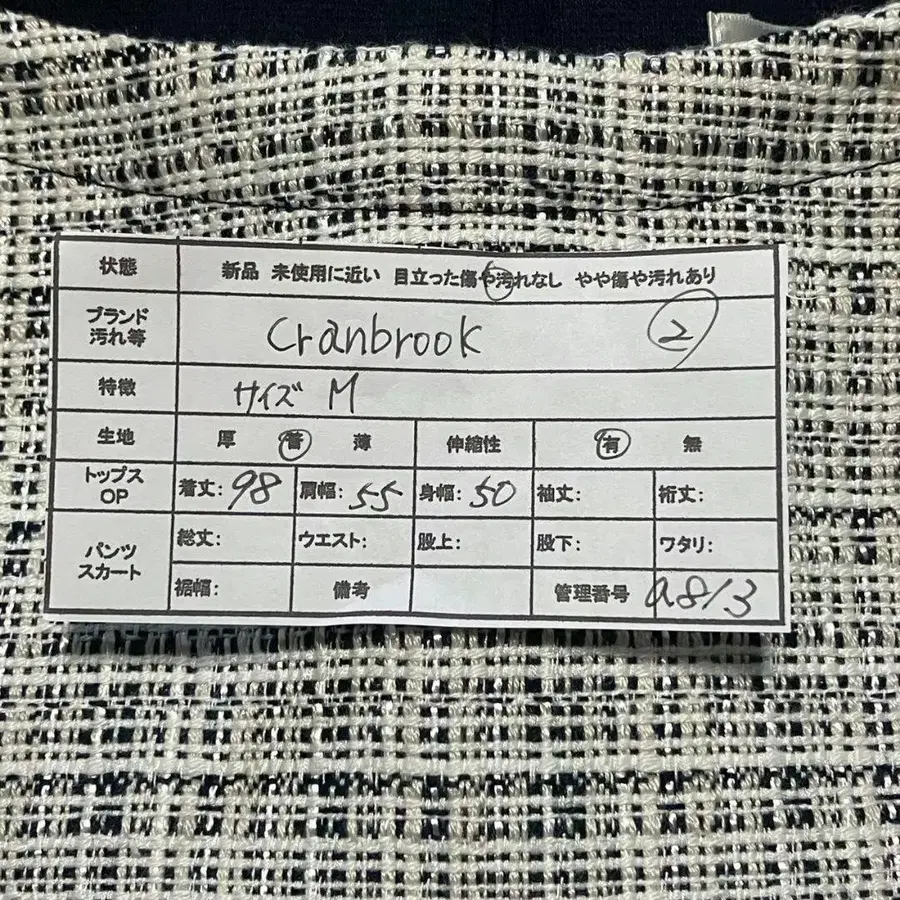 状態 新品 未使用に近い 目立った傷や汚れなし やや傷や汚れあり
ブランド 汚れ等 Cranbrook ②
特徴 サイズ M
生地 厚 普 薄 伸縮性 有 無
トップス OP 着丈: 98 肩幅: 55 身幅: 50 袖丈: 裄丈:
パンツ スカート 総丈: ウエスト: 股上: 股下: ワタリ:
裾幅: 備考 管理番号 a813